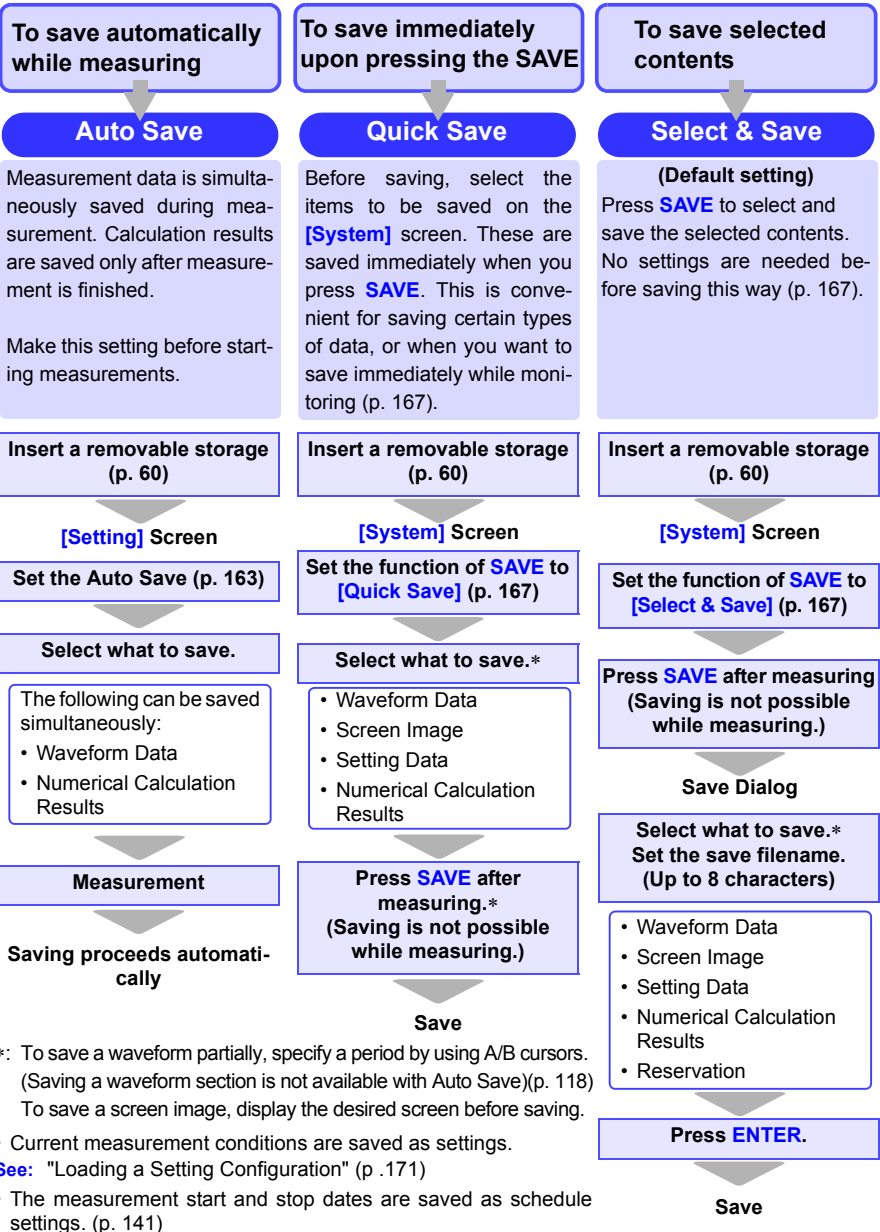 To save automatically
while measuring
Auto Save
Measurement data is simulta-
neously saved during mea-
surement. Calculation results
are saved only after measure-
ment is finished.
Make this setting before start-
ing measurements.
Insert a removable storage
(p. 60)
[Setting] Screen
Set the Auto Save (p. 163)
Select what to save.
The following can be saved
simultaneously:
• Waveform Data
• Numerical Calculation
Results
Measurement
Saving proceeds automati-
cally
To save immediately
upon pressing the SAVE
Quick Save
Before saving, select the
items to be saved on the
[System] screen. These are
saved immediately when you
press SAVE. This is conve-
nient for saving certain types
of data, or when you want to
save immediately while moni-
toring (p. 167).
Insert a removable storage
(p. 60)
[System] Screen
Set the function of SAVE to
[Quick Save] (p. 167)
Select what to save.*
• Waveform Data
• Screen Image
• Setting Data
• Numerical Calculation
Results
Press SAVE after
measuring.*
(Saving is not possible
while measuring.)
Save
To save selected
contents
Select & Save
(Default setting)
Press SAVE to select and
save the selected contents.
No settings are needed be-
fore saving this way (p. 167).
Insert a removable storage
(p. 60)
[System] Screen
Set the function of SAVE to
[Select & Save] (p. 167)
Press SAVE after measuring
(Saving is not possible
while measuring.)
Save Dialog
Select what to save.*
Set the save filename.
(Up to 8 characters)
• Waveform Data
• Screen Image
• Setting Data
• Numerical Calculation
Results
• Reservation
Press ENTER.
Save
*: To save a waveform partially, specify a period by using A/B cursors.
(Saving a waveform section is not available with Auto Save)(p. 118)
To save a screen image, display the desired screen before saving.
• Current measurement conditions are saved as settings.
See: "Loading a Setting Configuration" (p .171)
• The measurement start and stop dates are saved as schedule
settings. (p. 141)